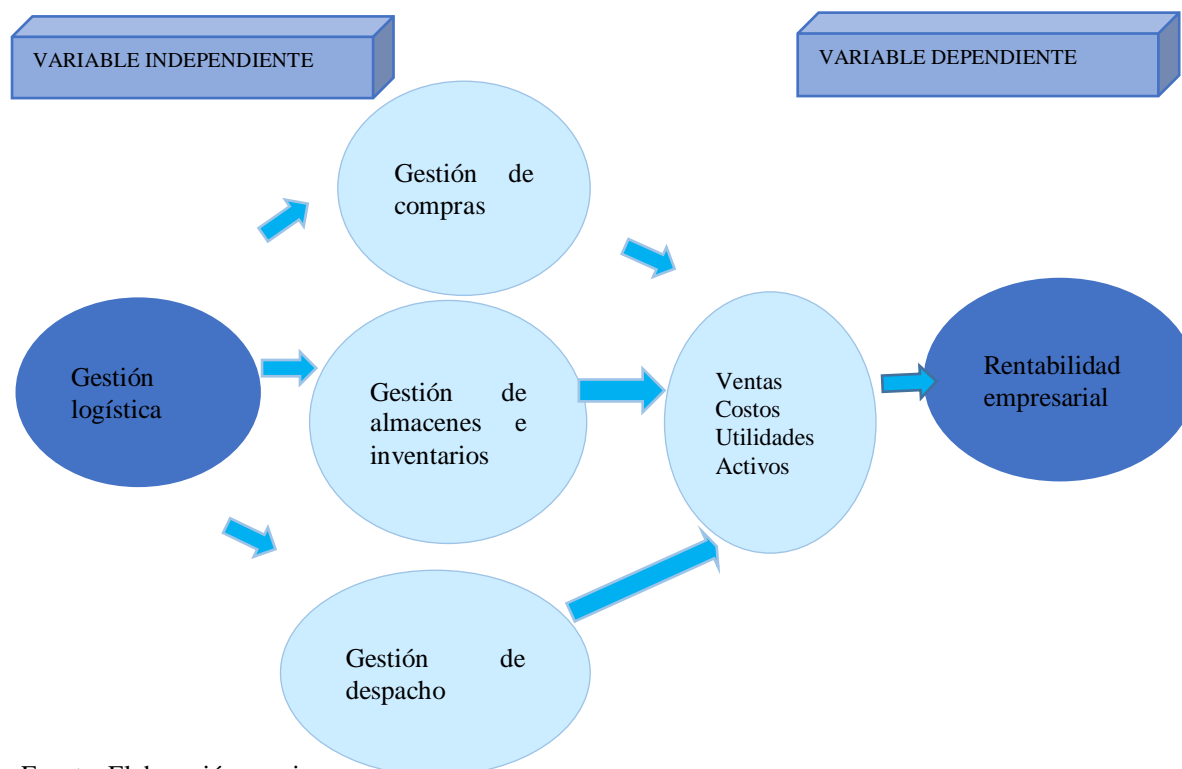 VARIABLE INDEPENDIENTE
VARIABLE DEPENDIENTE
Gestión de
compras
Gestión
logística
Gestión de
almacenes e
inventarios
Ventas
Costos
Utilidades
Activos
Rentabilidad
empresarial
Gestión de
despacho